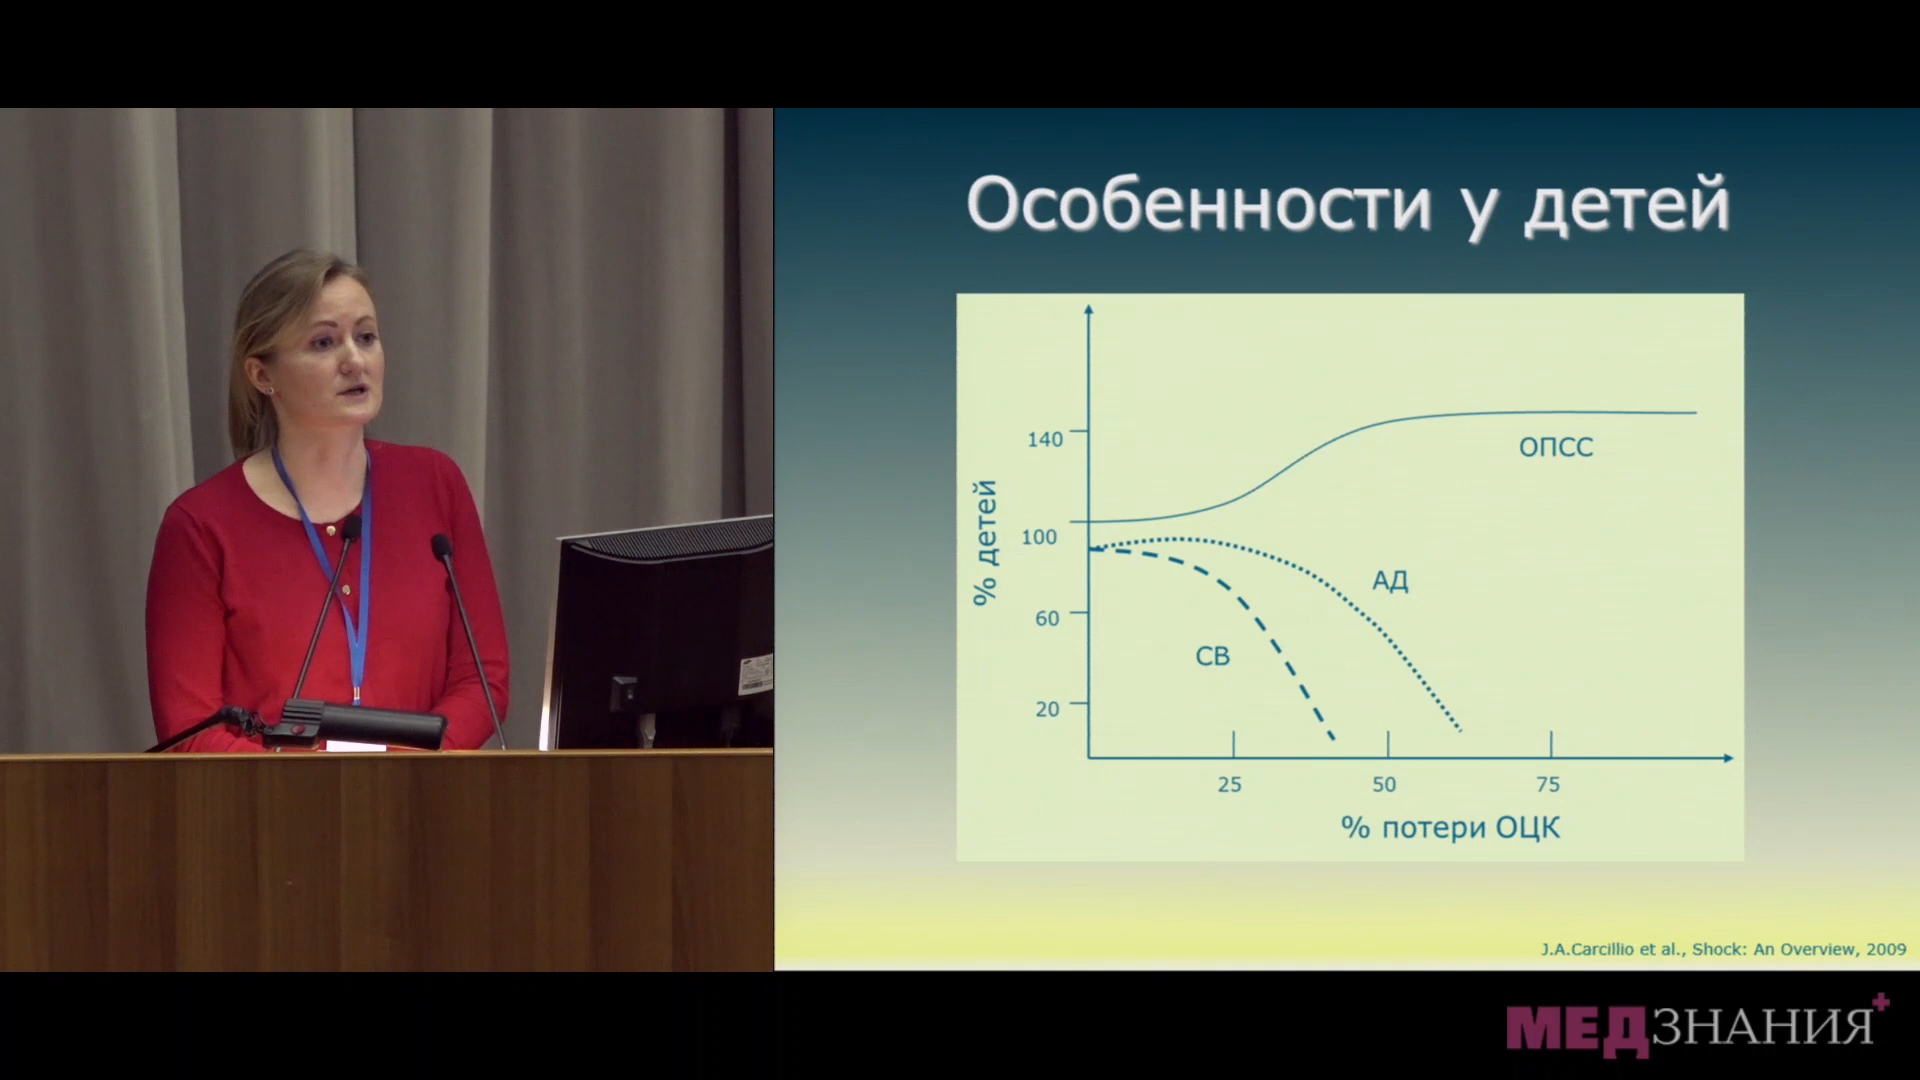 Особенности у детей
140
ОПСС
% детей
100
АД
60
СВ
20
25 50 75
% потери ОЦК
J.A.Carcillio et al., Shock: An Overview, 2009
МЕДЗНАНИЯ+